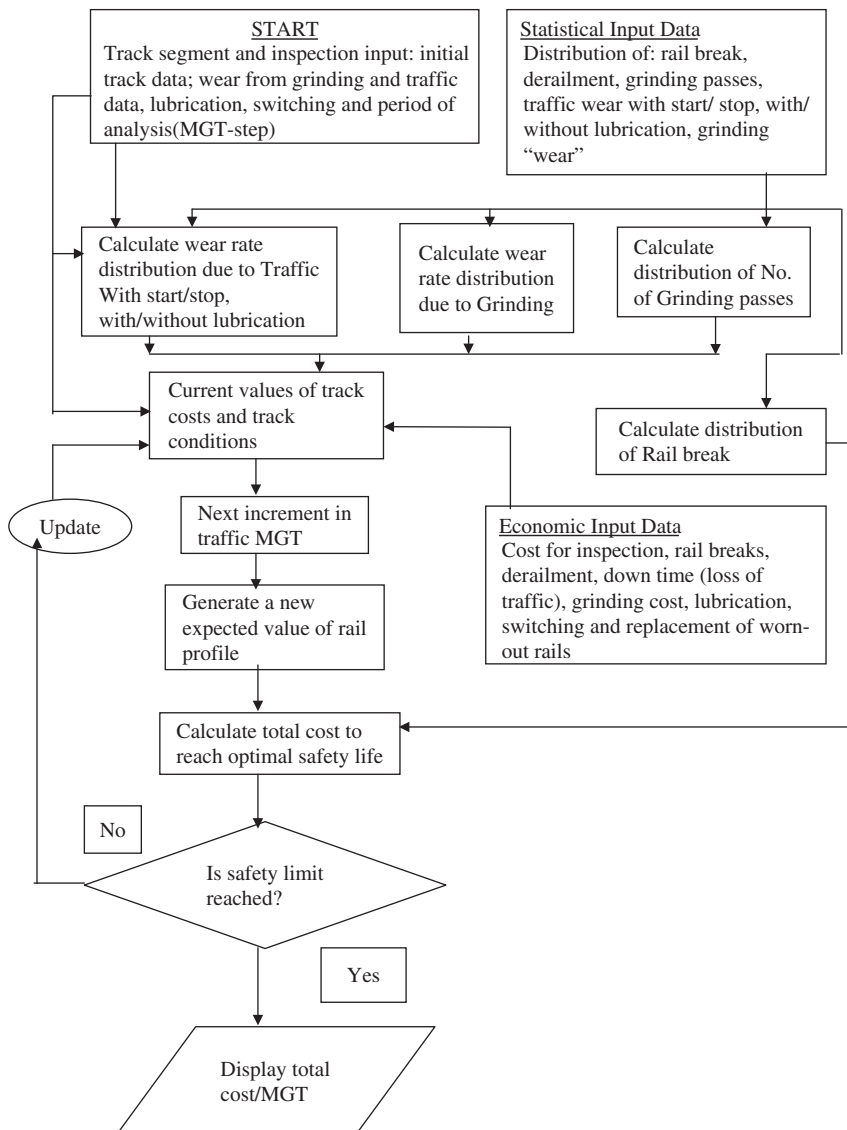 START
Track segment and inspection input: initial
track data; wear from grinding and traffic
data, lubrication, switching and period of
analysis(MGT-step)
Statistical Input Data
Distribution of: rail break,
derailment, grinding passes,
traffic wear with start/ stop, with/
without lubrication, grinding
“wear”
Calculate wear rate
distribution due to Traffic
With start/stop,
with/without lubrication
Calculate wear
rate distribution
due to Grinding
Calculate
distribution of No.
of Grinding passes
Current values of track
costs and track
conditions
Calculate distribution
of Rail break
Update
Next increment in
traffic MGT
Economic Input Data
Cost for inspection, rail breaks,
derailment, down time (loss of
traffic), grinding cost, lubrication,
switching and replacement of worn-
out rails
Generate a new
expected value of rail
profile
Calculate total cost to
reach optimal safety life
No
Is safety limit
reached?
Yes
Display total
cost/MGT